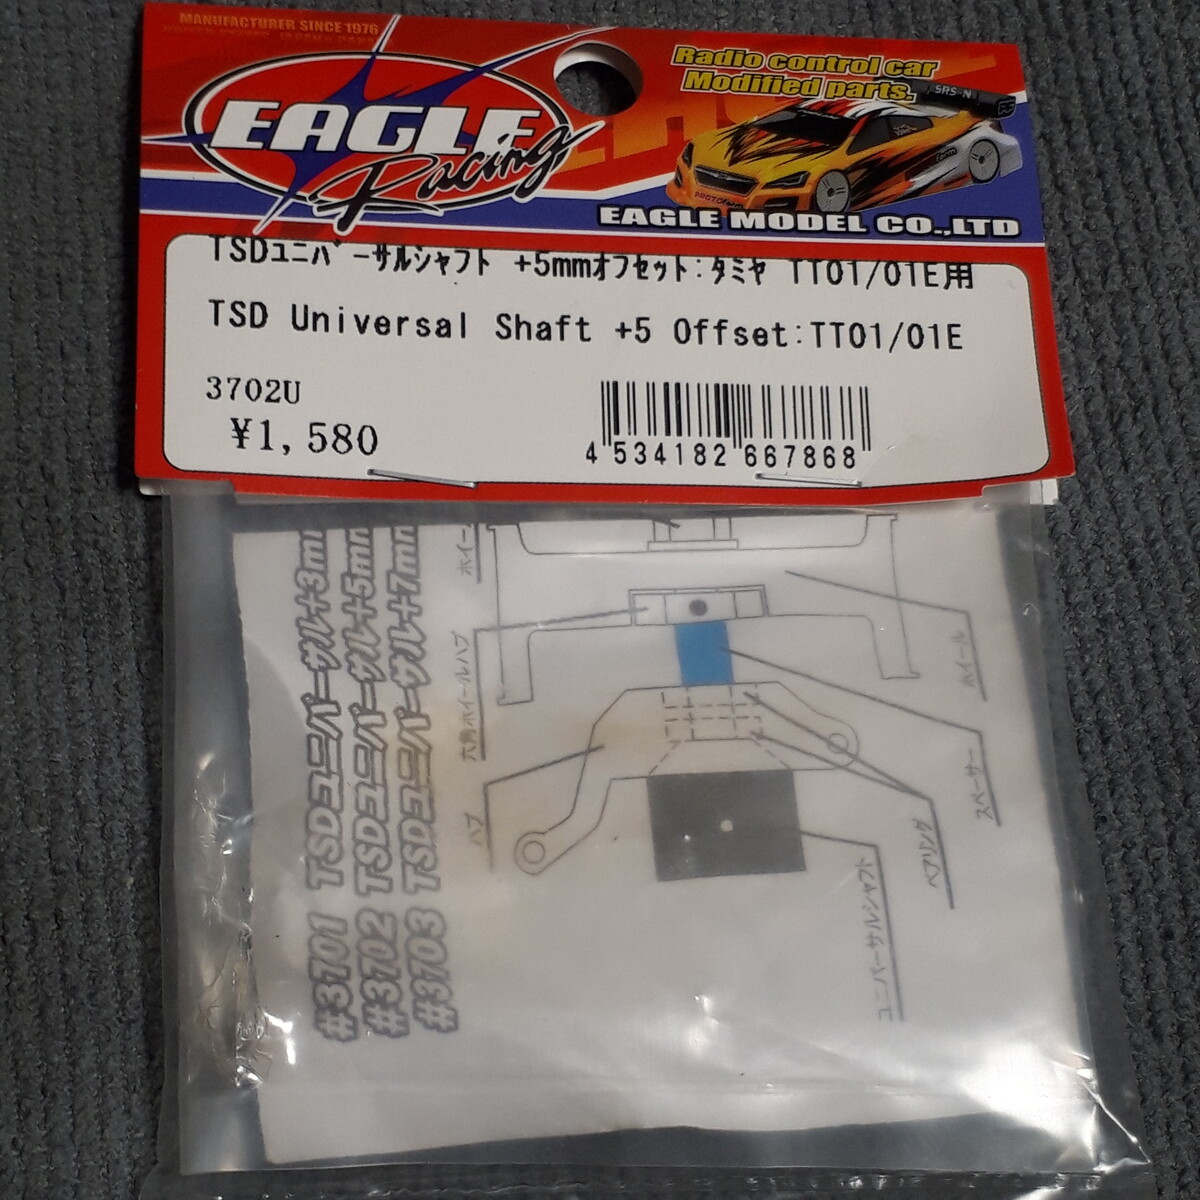 MANUFACTURER SINCE 1976
EAGLE
Racing
Radio control car
Modified parts.
SRS-N
EAGLE MODEL CO.,LTD
TSDユニバーサルシャフト +5mmオフセット:タミヤ TT01/01E用
TSD Universal Shaft +5 Offset:TT01/01E
3702U
¥1,580
4 534182 667868
#3701 TSDユニバーサル+3mm
#3702 TSDユニバーサル+5mm
#3703 TSDユニバーサル+7mm
ホイー
六角ホイールハブ
ハブ
ホイール
スペーサー
ベアリング
ユニバーサルシャフト